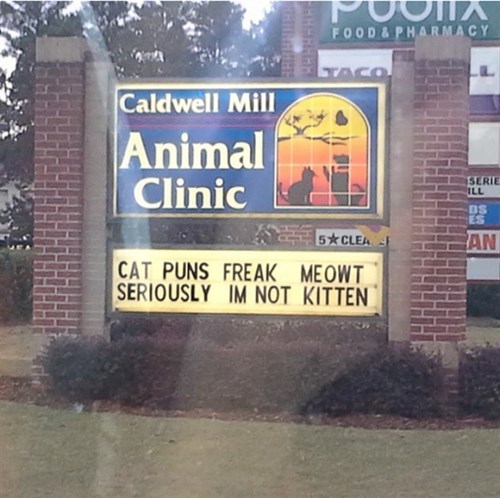 FOOD & PHARMACY
TACO
Caldwell Mill
Animal
Clinic
5★CLEA
CAT PUNS FREAK MEOWT
SERIOUSLY IM NOT KITTEN